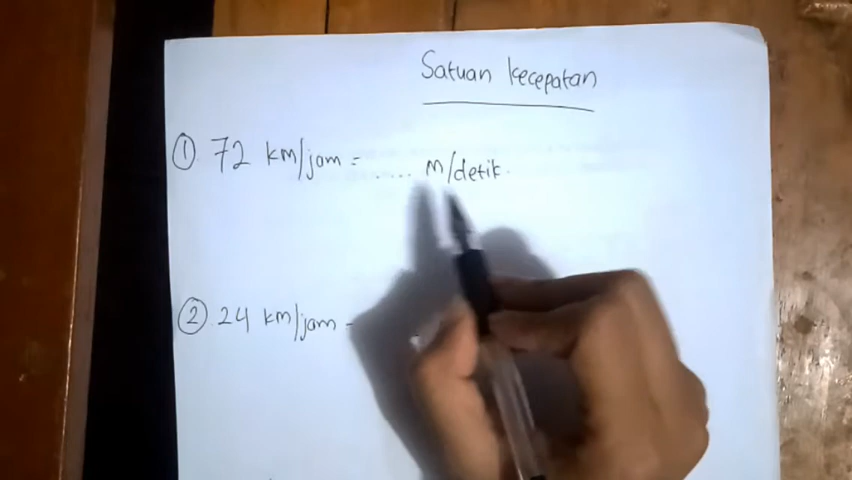 Satuan kecepatan
① 72 km/jam = .... m/detik.
② 24 km/jam =